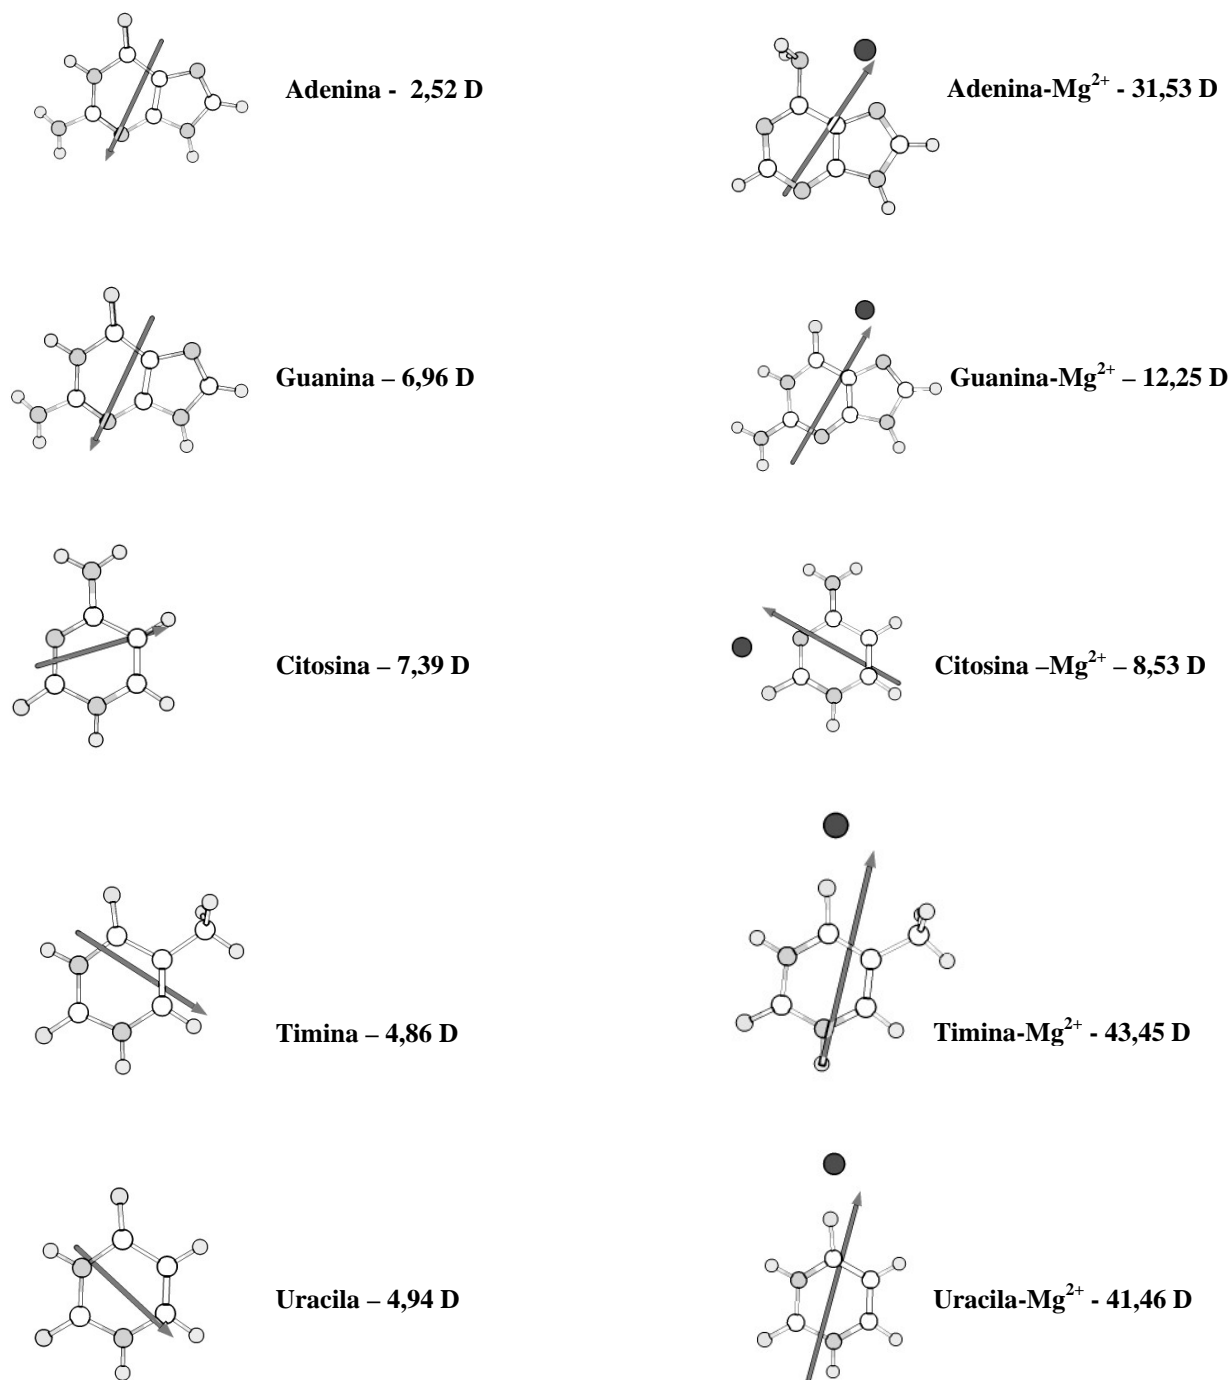 Adenina - 2,52 D
Adenina-Mg²⁺ - 31,53 D
Guanina – 6,96 D
Guanina-Mg²⁺ – 12,25 D
Citosina – 7,39 D
Citosina –Mg²⁺ – 8,53 D
Timina – 4,86 D
Timina-Mg²⁺ - 43,45 D
Uracila – 4,94 D
Uracila-Mg²⁺ - 41,46 D